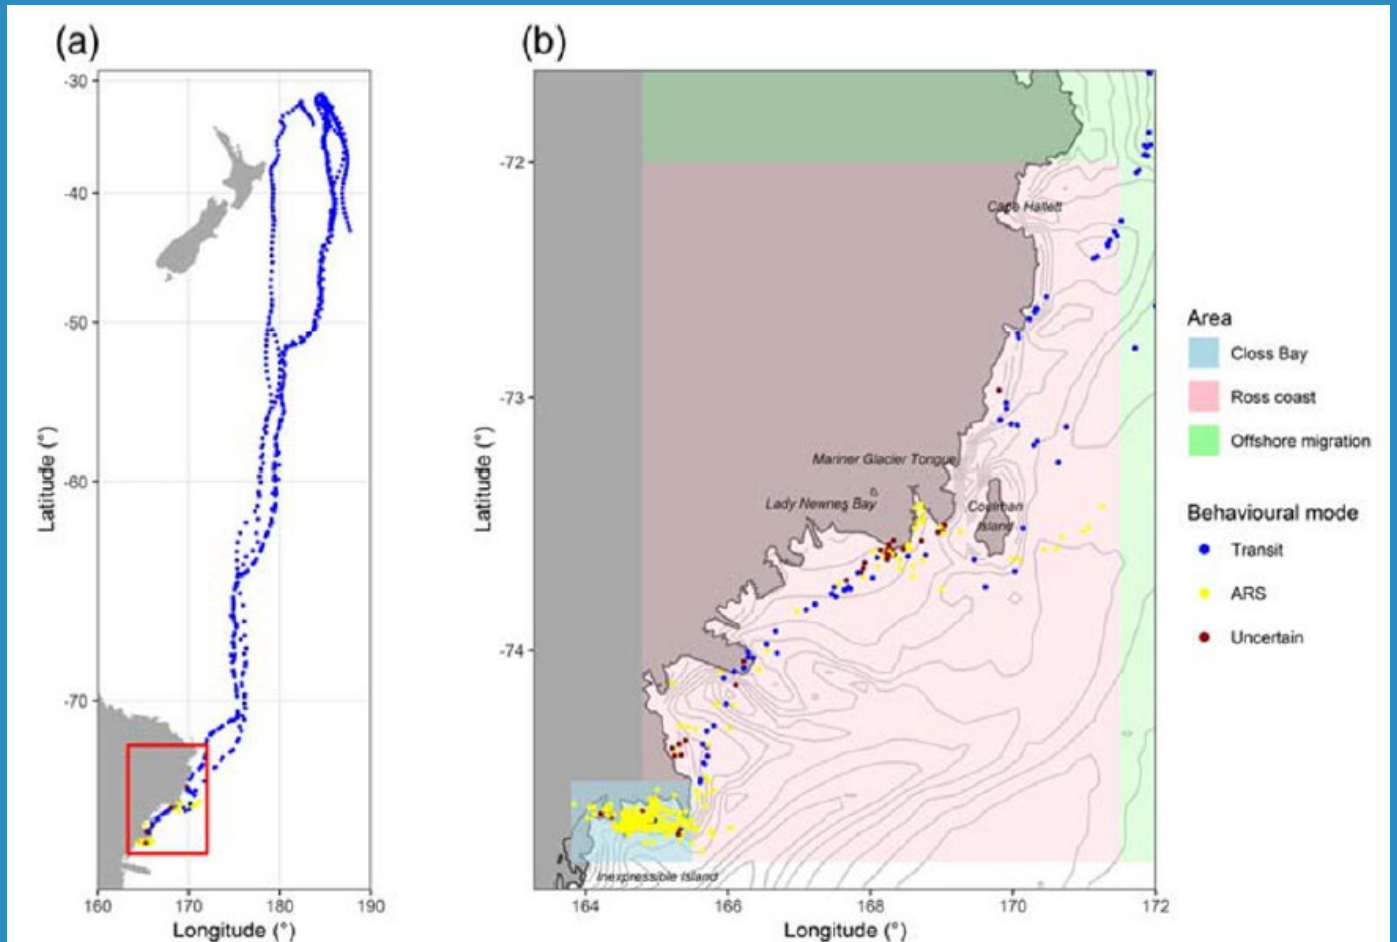 (a)
-30
-40
-50
-60
-70
Latitude (°)
160 170 180 190
Longitude (°)
(b)
-72
-73
-74
Latitude (°)
Cape Hallett
Mariner Glacier Tongue
Lady Newnes Bay
Coulman
Island
Inexpressible Island
164 166 168 170 172
Longitude (°)
Area
Closs Bay
Ross coast
Offshore migration
Behavioural mode
Transit
ARS
Uncertain